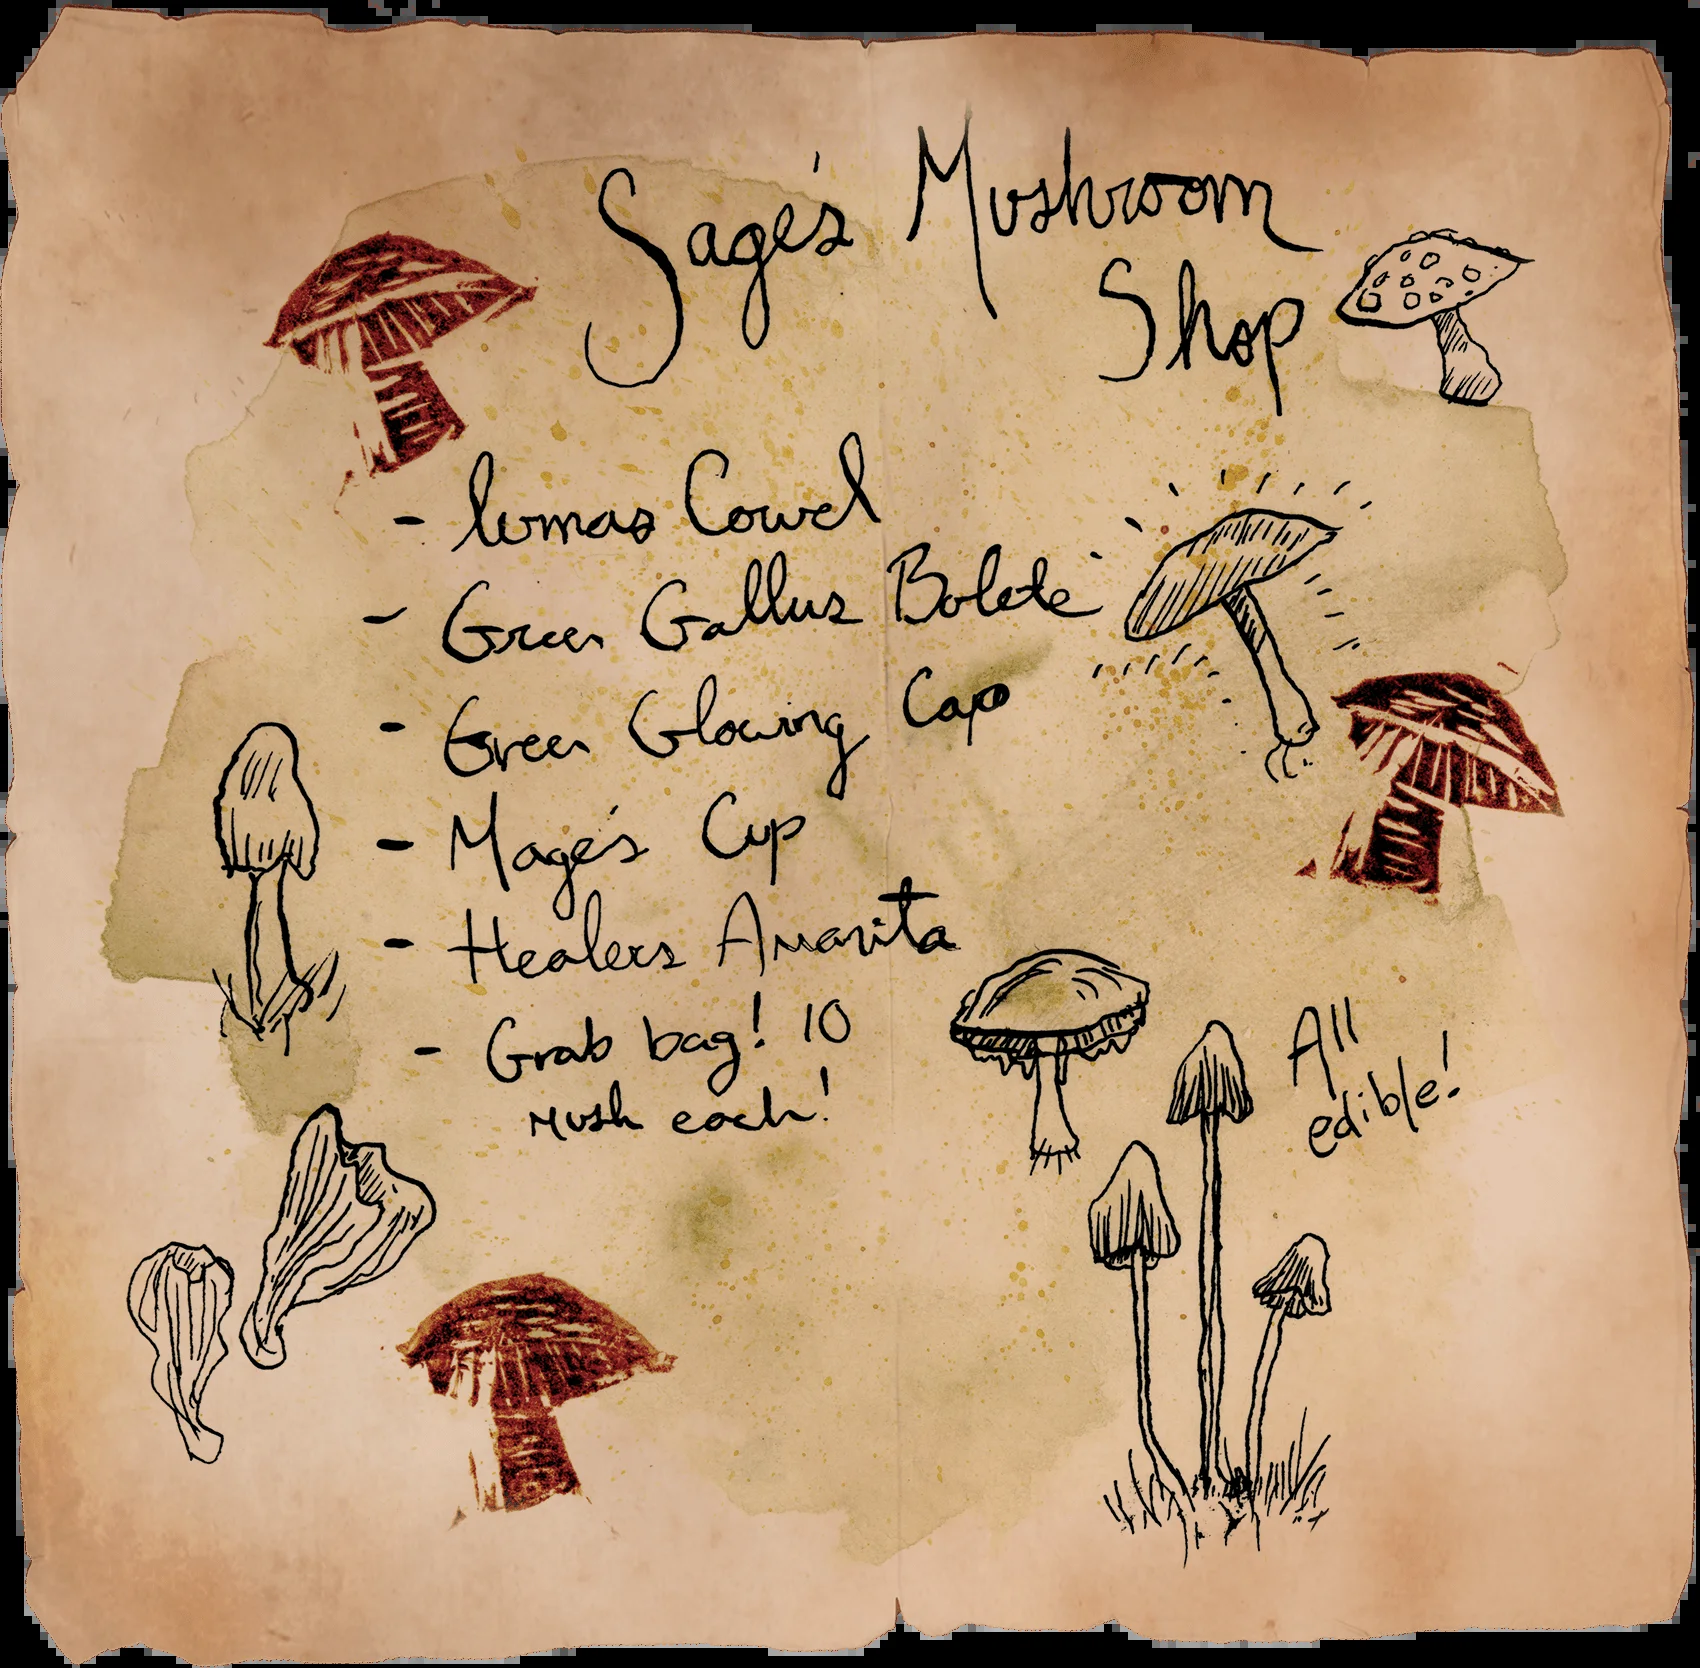 Sage's Mushroom
Shop
- lumas Cowl
- Green Gallus Bolete
- Green Glowing Cap
- Mage's Cup
- Healers Amanita
- Grab bag! 10
mush each!
All
edible!